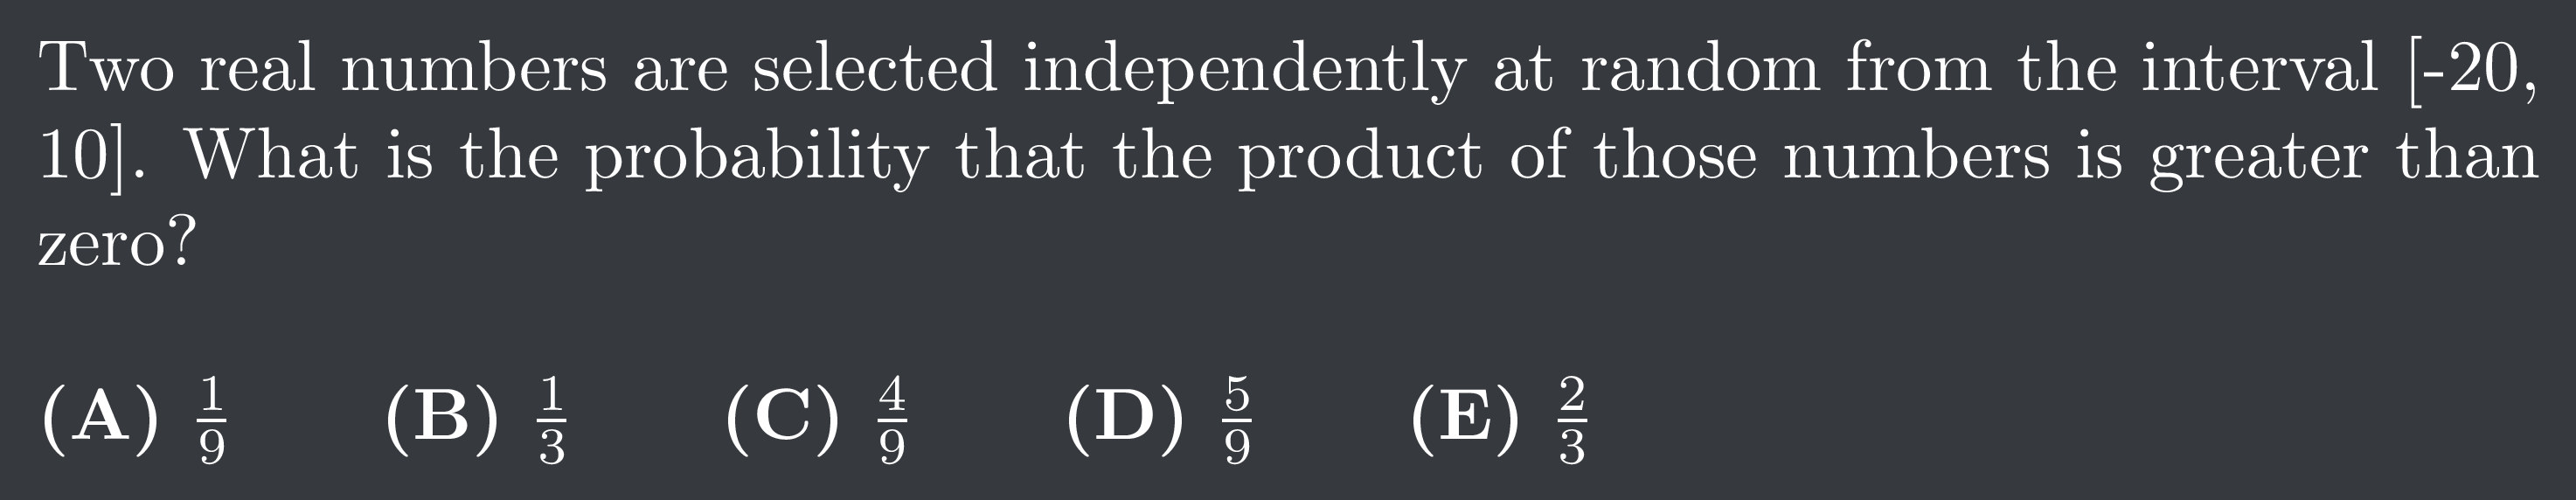 Two real numbers are selected independently at random from the interval [-20,
10]. What is the probability that the product of those numbers is greater than
zero?
(A) 1/9 (B) 1/3 (C) 4/9 (D) 5/9 (E) 2/3